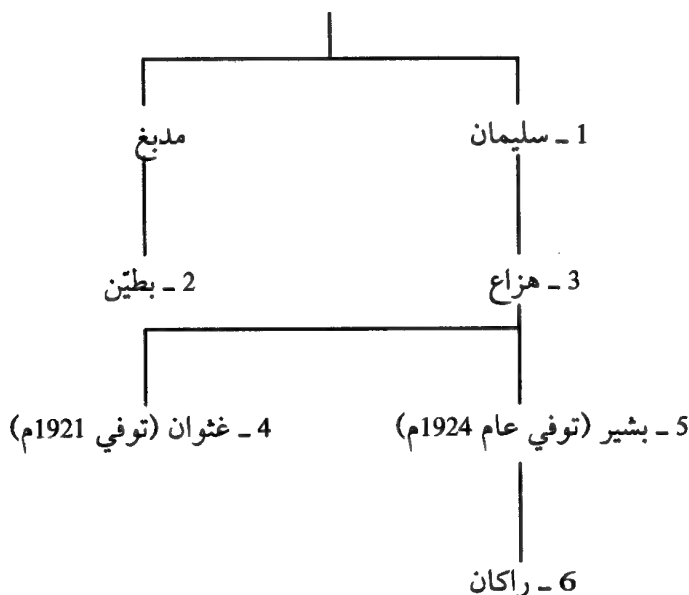 1 ـ سليمان
مدبغ
3 ـ هزاع
2 ـ بطيّن
5 ـ بشير (توفي عام 1924م)
4 ـ غثوان (توفي 1921م)
6 ـ راكان